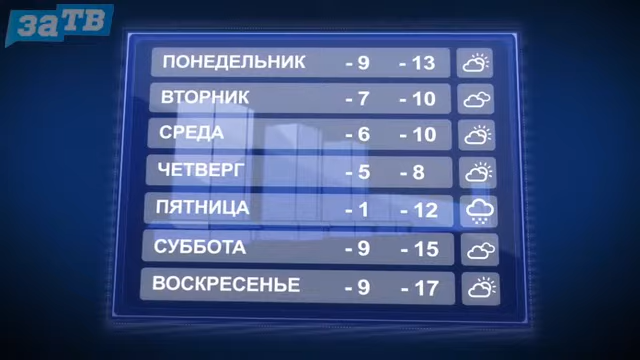 заТВ
ПОНЕДЕЛЬНИК - 9 - 13
ВТОРНИК - 7 - 10
СРЕДА - 6 - 10
ЧЕТВЕРГ - 5 - 8
ПЯТНИЦА - 1 - 12
СУББОТА - 9 - 15
ВОСКРЕСЕНЬЕ - 9 - 17